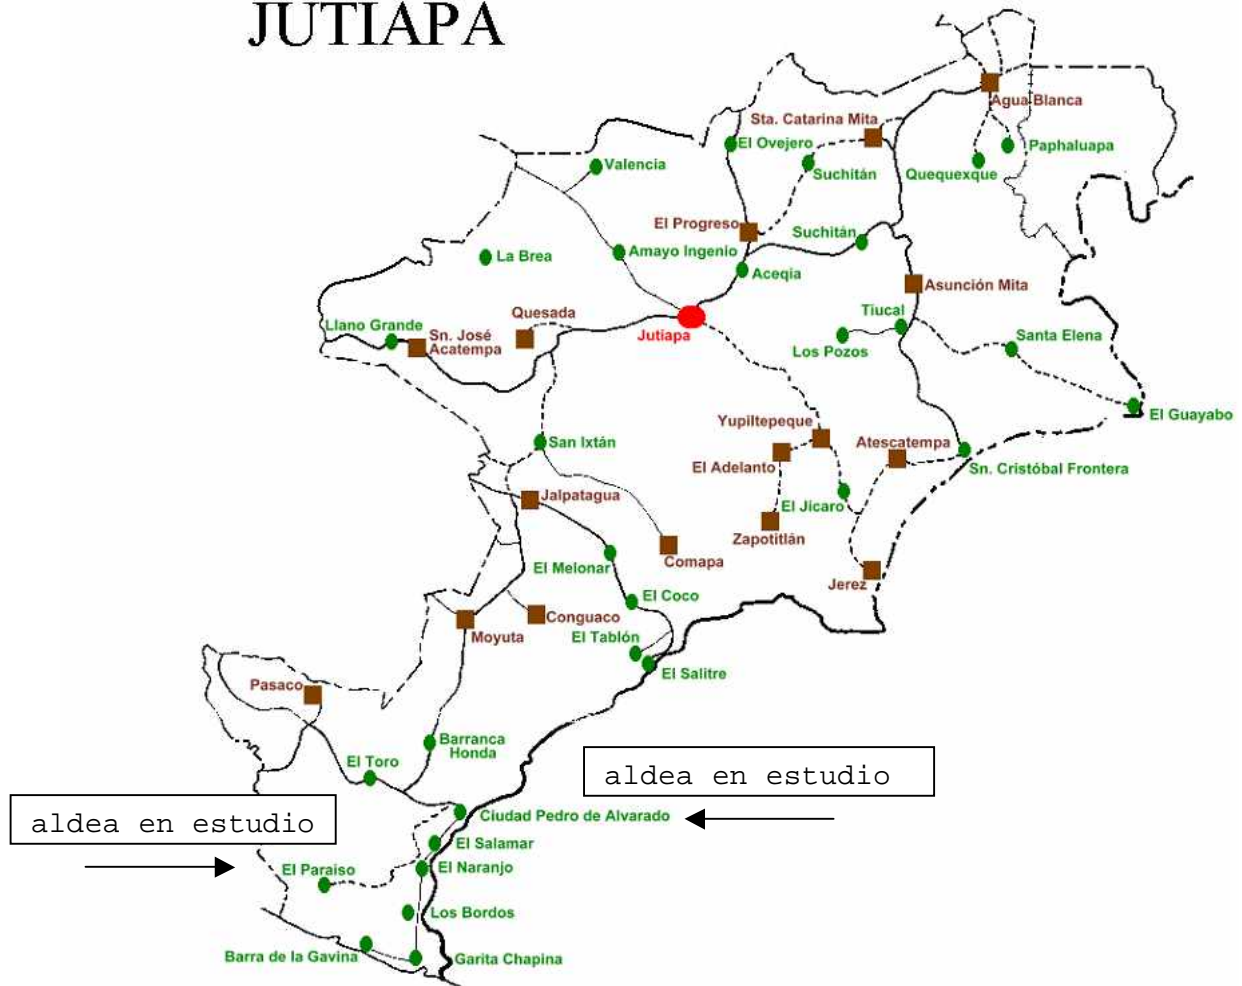 JUTIAPA
Agua Blanca
Sta. Catarina Mita
El Ovejero
Paphaluapa
Valencia
Suchitán
Quequexque
El Progreso
Suchitán
La Brea
Amayo Ingenio
Aceqia
Asunción Mita
Quesada
Tiucal
Llano Grande
Sn. José
Acatempa
Jutiapa
Santa Elena
Los Pozos
El Guayabo
Yupiltepeque
San Ixtán
Atescatempa
El Adelanto
Sn. Cristóbal Frontera
Jalpatagua
El Jícaro
Zapotitlán
Comapa
El Melonar
Jerez
El Coco
Conguaco
Moyuta
El Tablón
El Salitre
Pasaco
Barranca
Honda
El Toro
aldea en estudio
aldea en estudio
Ciudad Pedro de Alvarado
El Salamar
El Paraiso
El Naranjo
Los Bordos
Barra de la Gavina
Garita Chapina